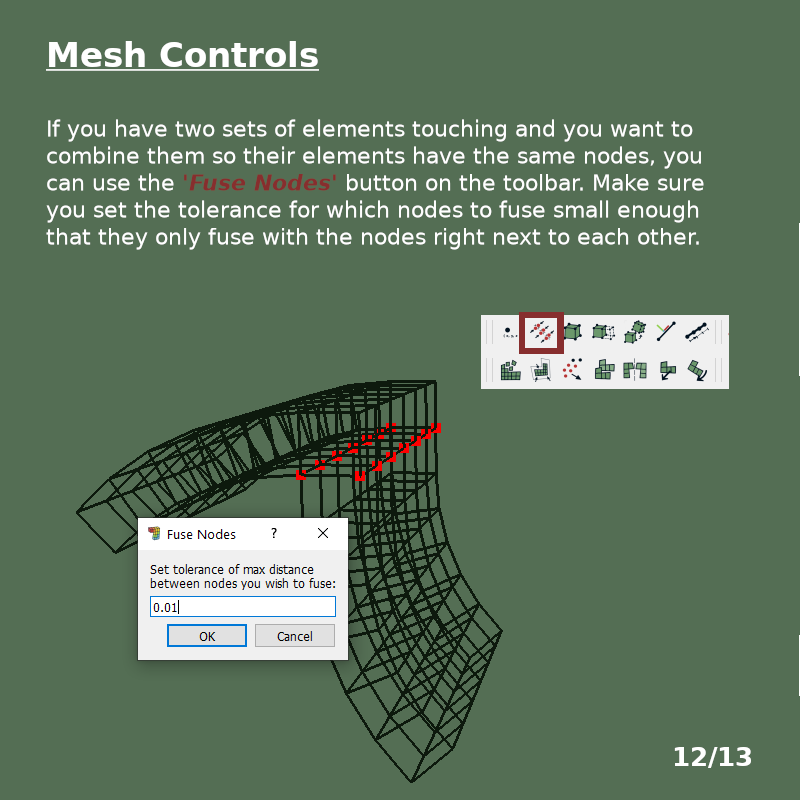 Mesh Controls
If you have two sets of elements touching and you want to
combine them so their elements have the same nodes, you
can use the 'Fuse Nodes' button on the toolbar. Make sure
you set the tolerance for which nodes to fuse small enough
that they only fuse with the nodes right next to each other.
Fuse Nodes ?
Set tolerance of max distance
between nodes you wish to fuse:
0.01
OK Cancel
12/13